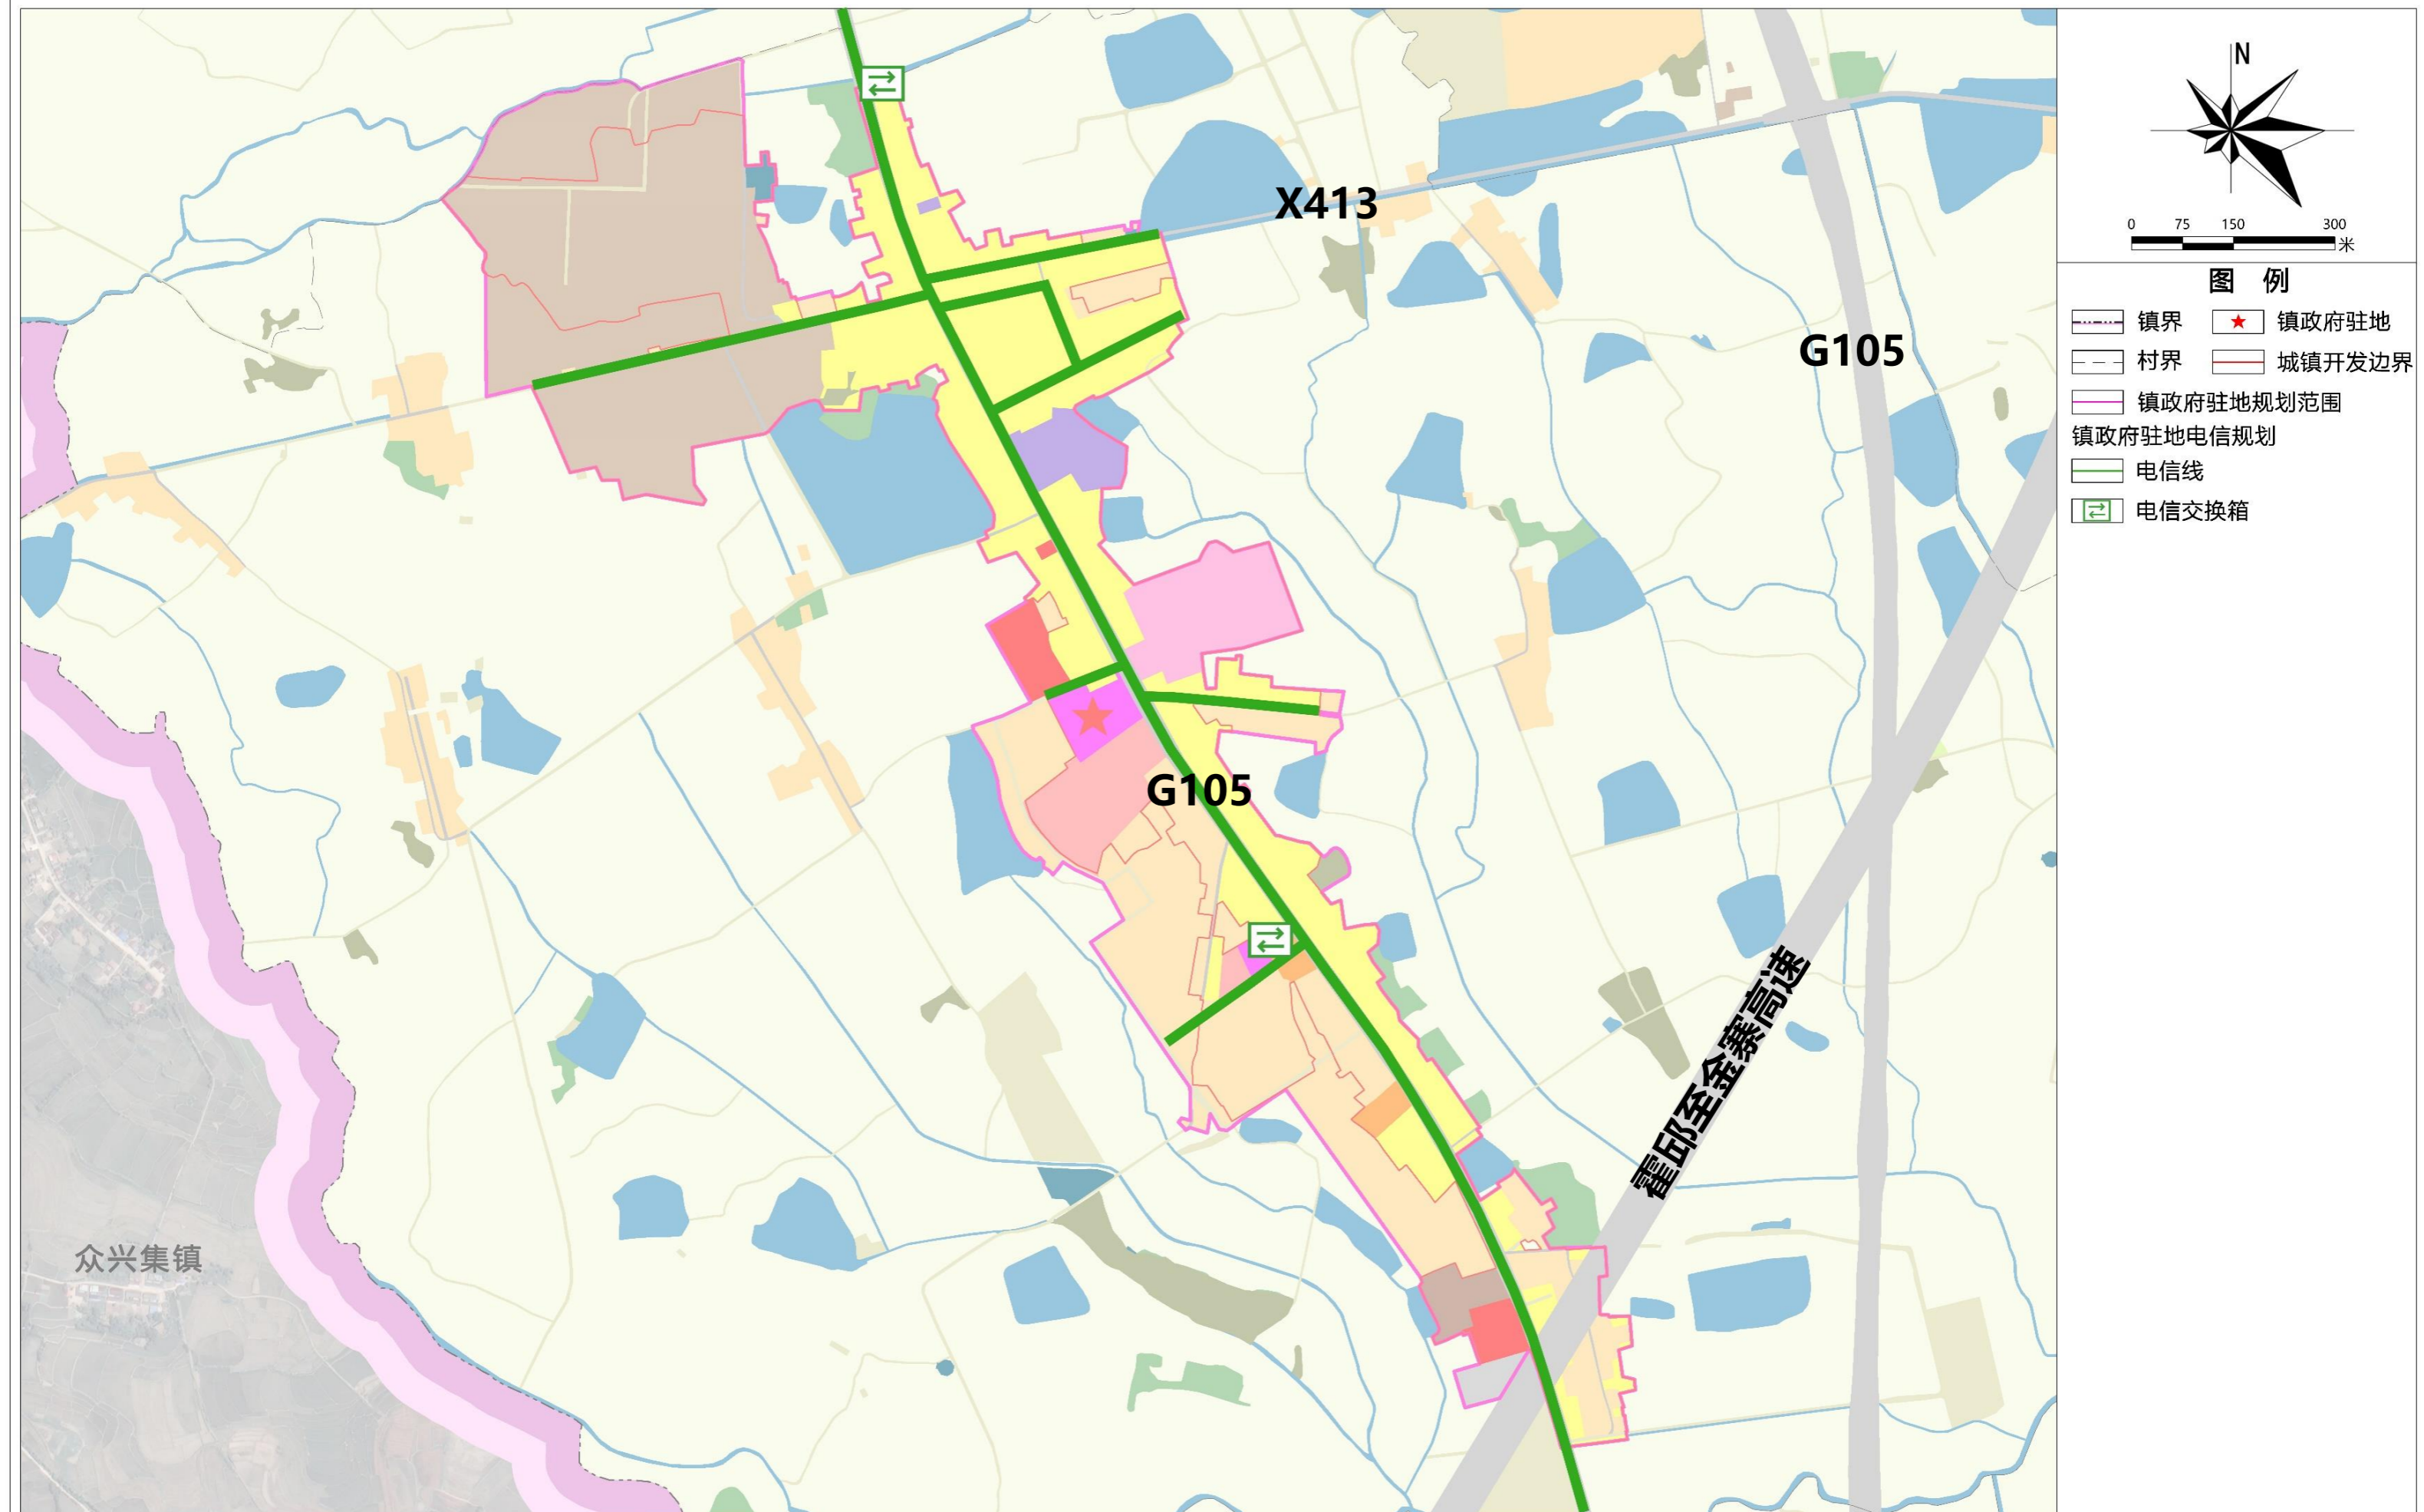 N
0 75 150 300
米
图 例
镇界 镇政府驻地
村界 城镇开发边界
镇政府驻地规划范围
镇政府驻地电信规划
电信线
电信交换箱
X413
G105
G105
霍邱至金寨高速
众兴集镇